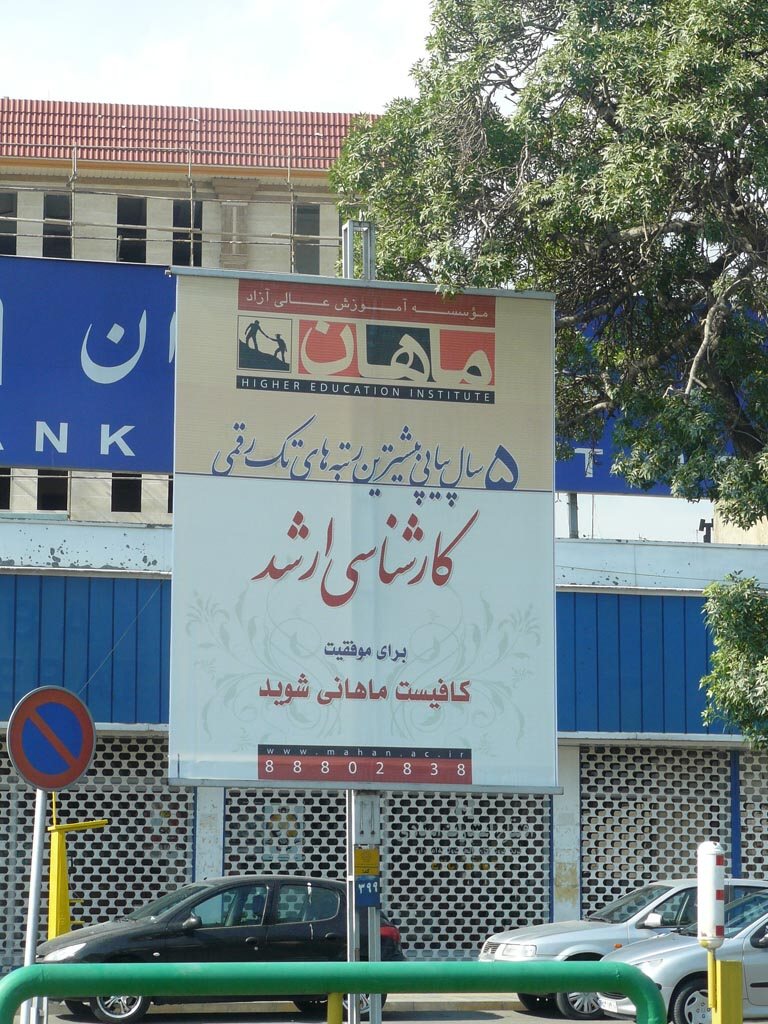 مؤسسه آموزش عالی آزاد
ماهان
HIGHER EDUCATION INSTITUTE
۵ سال پیاپی بیشترین رتبه های تک رقمی
کارشناسی ارشد
برای موفقیت
کافیست ماهانی شوید
www.mahan.ac.ir
88802838
ANK
۳۹۹